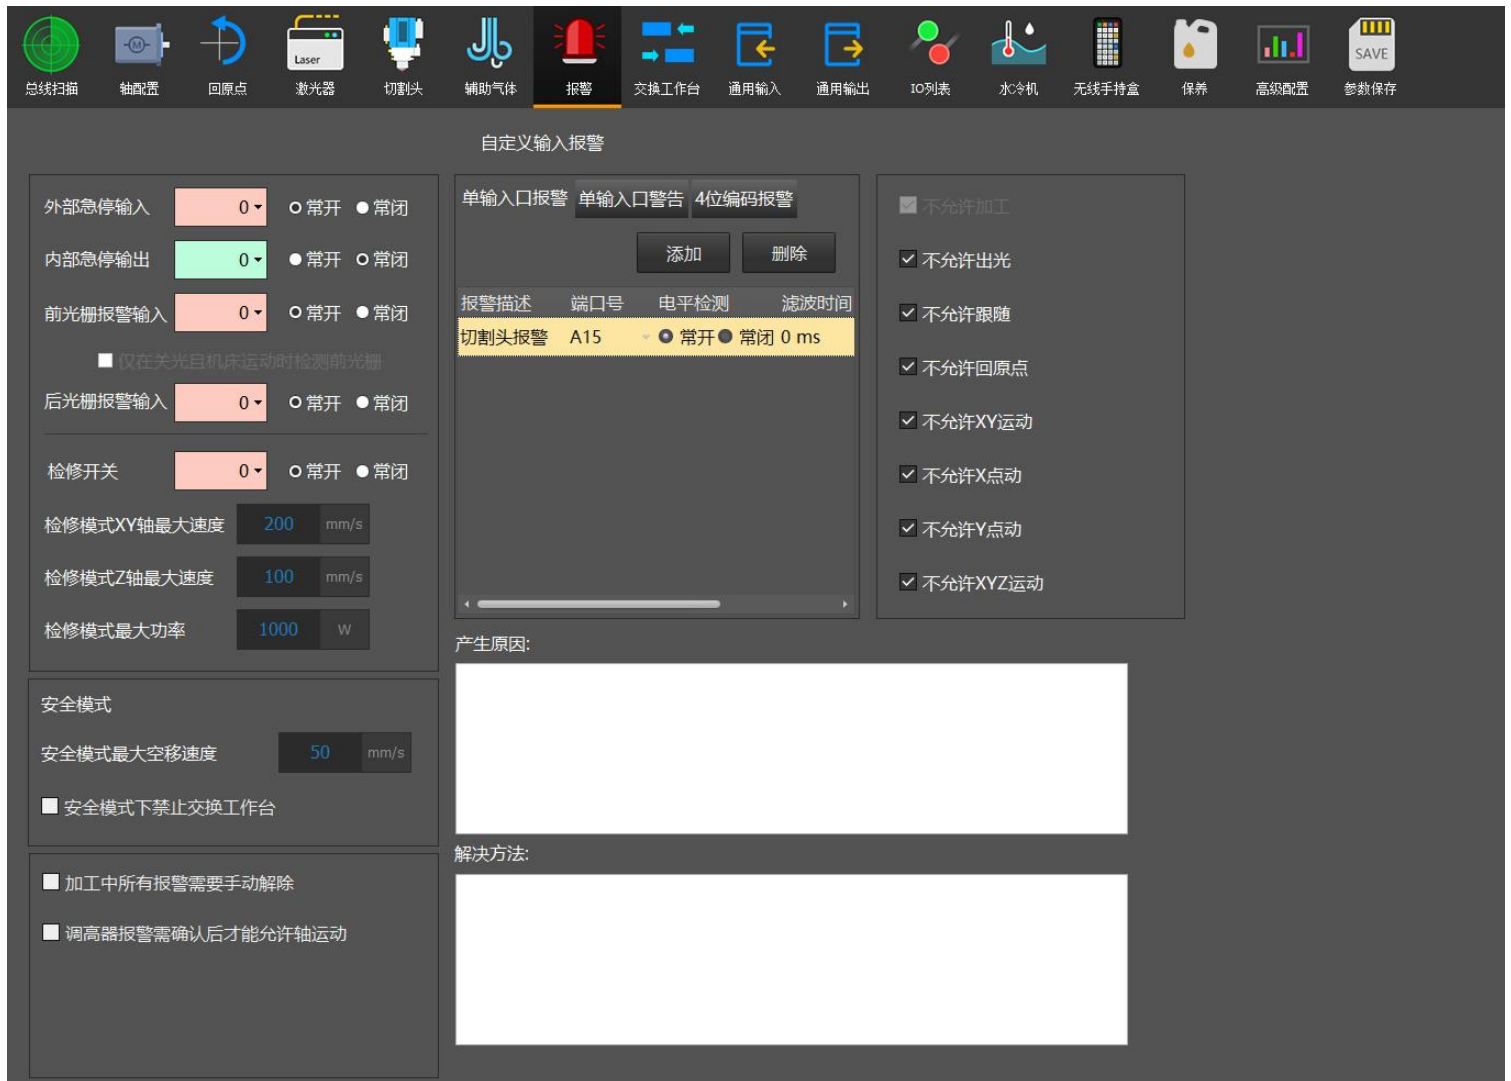 Laser
SAVE
总线扫描 轴配置 回原点 激光器 切割头 辅助气体 报警 交换工作台 通用输入 通用输出 IO列表 水冷机 无线手持盒 保养 高级配置 参数保存
自定义输入报警
外部急停输入 0 常开 常闭
内部急停输出 0 常开 常闭
前光栅报警输入 0 常开 常闭
仅在关光且机床运动时检测前光栅
后光栅报警输入 0 常开 常闭
检修开关 0 常开 常闭
检修模式XY轴最大速度 200 mm/s
检修模式Z轴最大速度 100 mm/s
检修模式最大功率 1000 W
安全模式
安全模式最大空移速度 50 mm/s
安全模式下禁止交换工作台
加工中所有报警需要手动解除
调高器报警需确认后才能允许轴运动
单输入口报警 单输入口警告 4位编码报警
添加 删除
报警描述 端口号 电平检测 滤波时间
切割头报警 A15 常开 常闭 0 ms
不允许加工
不允许出光
不允许跟随
不允许回原点
不允许XY运动
不允许X点动
不允许Y点动
不允许XYZ运动
产生原因:
解决方法: